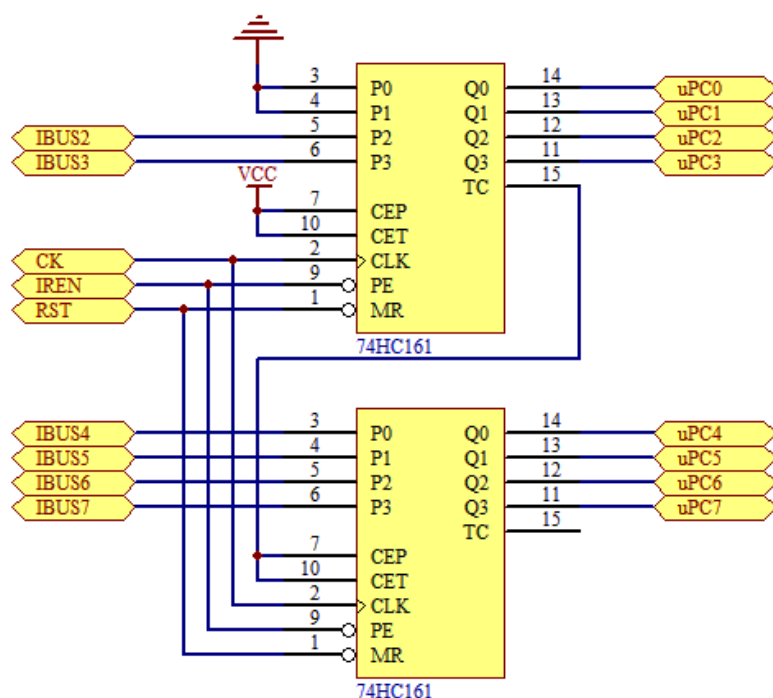 3 P0 Q0 14 uPC0
4 P1 Q1 13 uPC1
IBUS2 5 P2 Q2 12 uPC2
IBUS3 6 P3 Q3 11 uPC3
VCC TC 15
7 CEP
10 CET
CK 2 CLK
IREN 9 PE
RST 1 MR
74HC161
IBUS4 3 P0 Q0 14 uPC4
IBUS5 4 P1 Q1 13 uPC5
IBUS6 5 P2 Q2 12 uPC6
IBUS7 6 P3 Q3 11 uPC7
TC 15
7 CEP
10 CET
2 CLK
9 PE
1 MR
74HC161